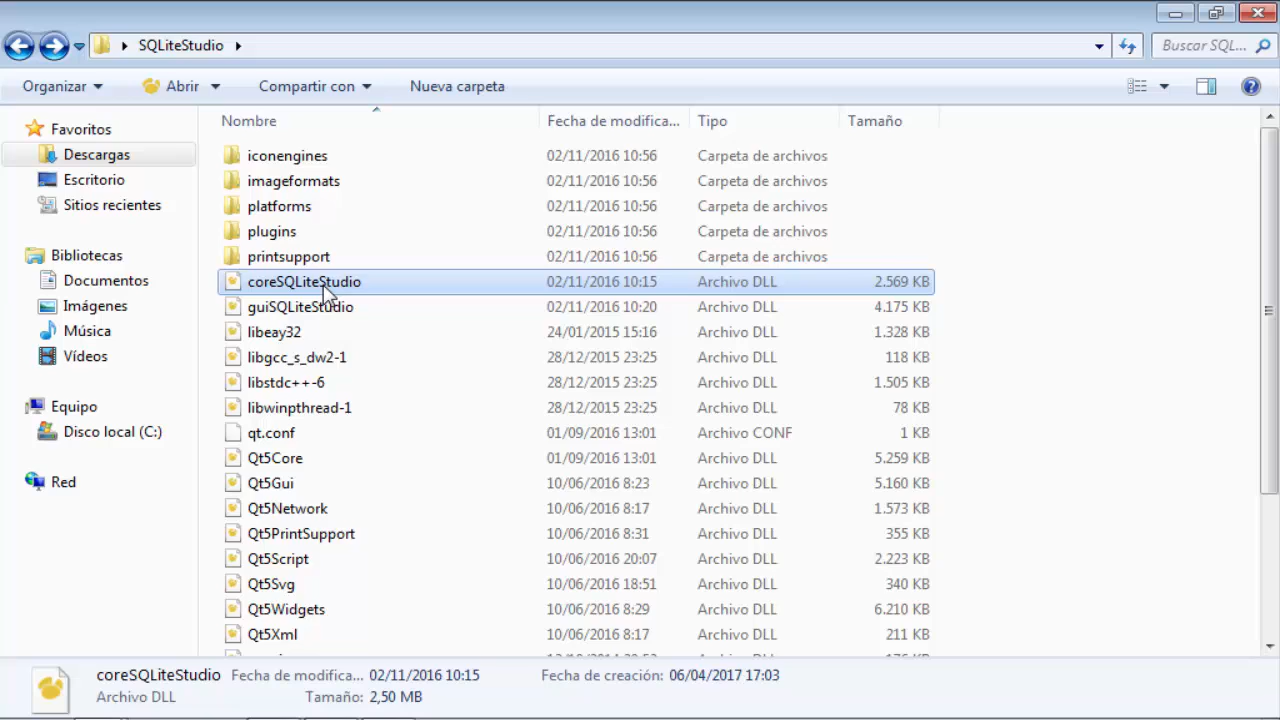 SQLiteStudio
Buscar SQL...
Organizar Abrir Compartir con Nueva carpeta
Nombre Fecha de modifica... Tipo Tamaño
Favoritos
Descargas
Escritorio
Sitios recientes
Bibliotecas
Documentos
Imágenes
Música
Vídeos
Equipo
Disco local (C:)
Red
iconengines 02/11/2016 10:56 Carpeta de archivos
imageformats 02/11/2016 10:56 Carpeta de archivos
platforms 02/11/2016 10:56 Carpeta de archivos
plugins 02/11/2016 10:56 Carpeta de archivos
printsupport 02/11/2016 10:56 Carpeta de archivos
coreSQLiteStudio 02/11/2016 10:15 Archivo DLL 2.569 KB
guiSQLiteStudio 02/11/2016 10:20 Archivo DLL 4.175 KB
libeay32 24/01/2015 15:16 Archivo DLL 1.328 KB
libgcc_s_dw2-1 28/12/2015 23:25 Archivo DLL 118 KB
libstdc++-6 28/12/2015 23:25 Archivo DLL 1.505 KB
libwinpthread-1 28/12/2015 23:25 Archivo DLL 78 KB
qt.conf 01/09/2016 13:01 Archivo CONF 1 KB
Qt5Core 01/09/2016 13:01 Archivo DLL 5.259 KB
Qt5Gui 10/06/2016 8:23 Archivo DLL 5.160 KB
Qt5Network 10/06/2016 8:17 Archivo DLL 1.573 KB
Qt5PrintSupport 10/06/2016 8:31 Archivo DLL 355 KB
Qt5Script 10/06/2016 20:07 Archivo DLL 2.223 KB
Qt5Svg 10/06/2016 18:51 Archivo DLL 340 KB
Qt5Widgets 10/06/2016 8:29 Archivo DLL 6.210 KB
Qt5Xml 10/06/2016 8:17 Archivo DLL 211 KB
coreSQLiteStudio Fecha de modifica... 02/11/2016 10:15 Fecha de creación: 06/04/2017 17:03
Archivo DLL Tamaño: 2,50 MB